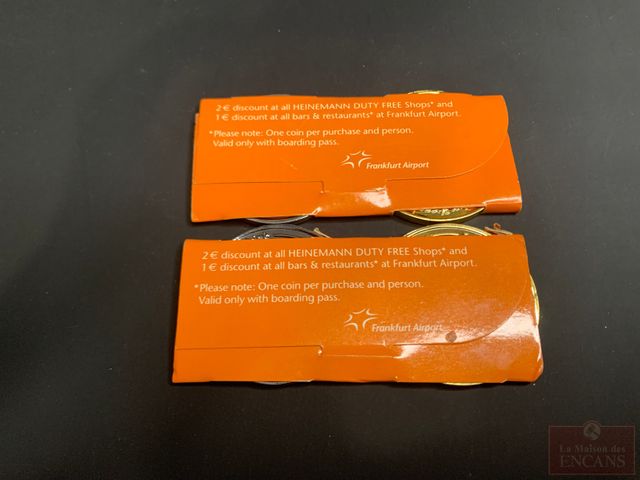 2 € discount at all HEINEMANN DUTY FREE Shops* and
1 € discount at all bars & restaurants* at Frankfurt Airport.
*Please note: One coin per purchase and person.
Valid only with boarding pass.
Frankfurt Airport
2 € discount at all HEINEMANN DUTY FREE Shops* and
1 € discount at all bars & restaurants* at Frankfurt Airport.
*Please note: One coin per purchase and person.
Valid only with boarding pass.
Frankfurt Airport
La Maison des
ENCANS